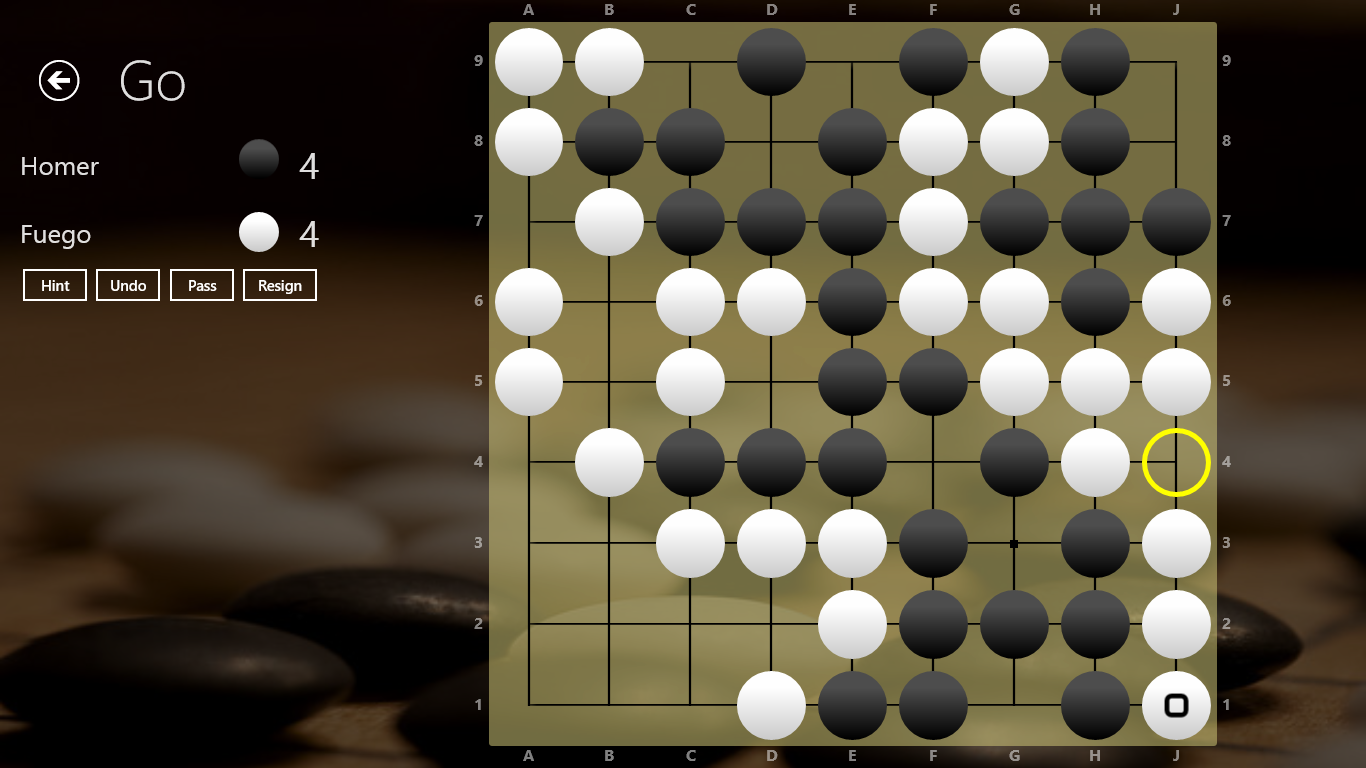 A B C D E F G H J
Go
Homer 4
Fuego 4
Hint Undo Pass Resign
9 9
8 8
7 7
6 6
5 5
4 4
3 3
2 2
1 1
A B C D E F G H J